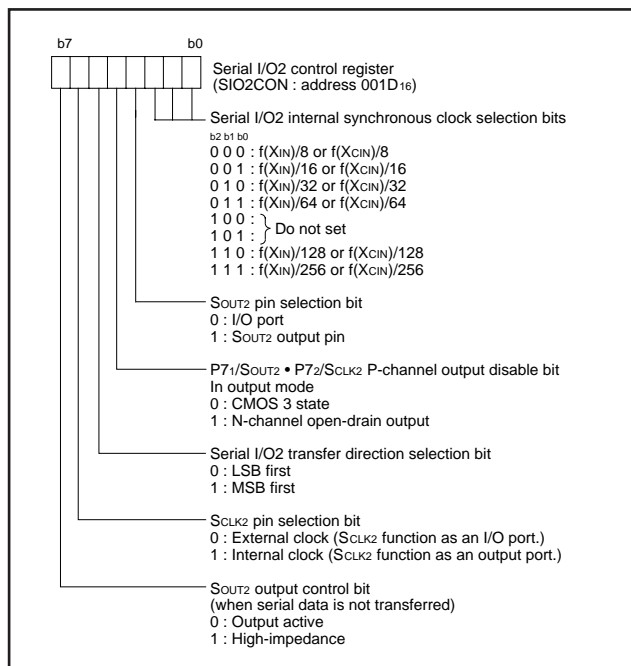 b7 b0
Serial I/O2 control register
(SIO2CON : address 001D16)
Serial I/O2 internal synchronous clock selection bits
b2 b1 b0
0 0 0 : f(XIN)/8 or f(XCIN)/8
0 0 1 : f(XIN)/16 or f(XCIN)/16
0 1 0 : f(XIN)/32 or f(XCIN)/32
0 1 1 : f(XIN)/64 or f(XCIN)/64
1 0 0 :
1 0 1 :
Do not set
1 1 0 : f(XIN)/128 or f(XCIN)/128
1 1 1 : f(XIN)/256 or f(XCIN)/256
SOUT2 pin selection bit
0 : I/O port
1 : SOUT2 output pin
P71/SOUT2 • P72/SCLK2 P-channel output disable bit
In output mode
0 : CMOS 3 state
1 : N-channel open-drain output
Serial I/O2 transfer direction selection bit
0 : LSB first
1 : MSB first
SCLK2 pin selection bit
0 : External clock (SCLK2 function as an I/O port.)
1 : Internal clock (SCLK2 function as an output port.)
SOUT2 output control bit
(when serial data is not transferred)
0 : Output active
1 : High-impedance